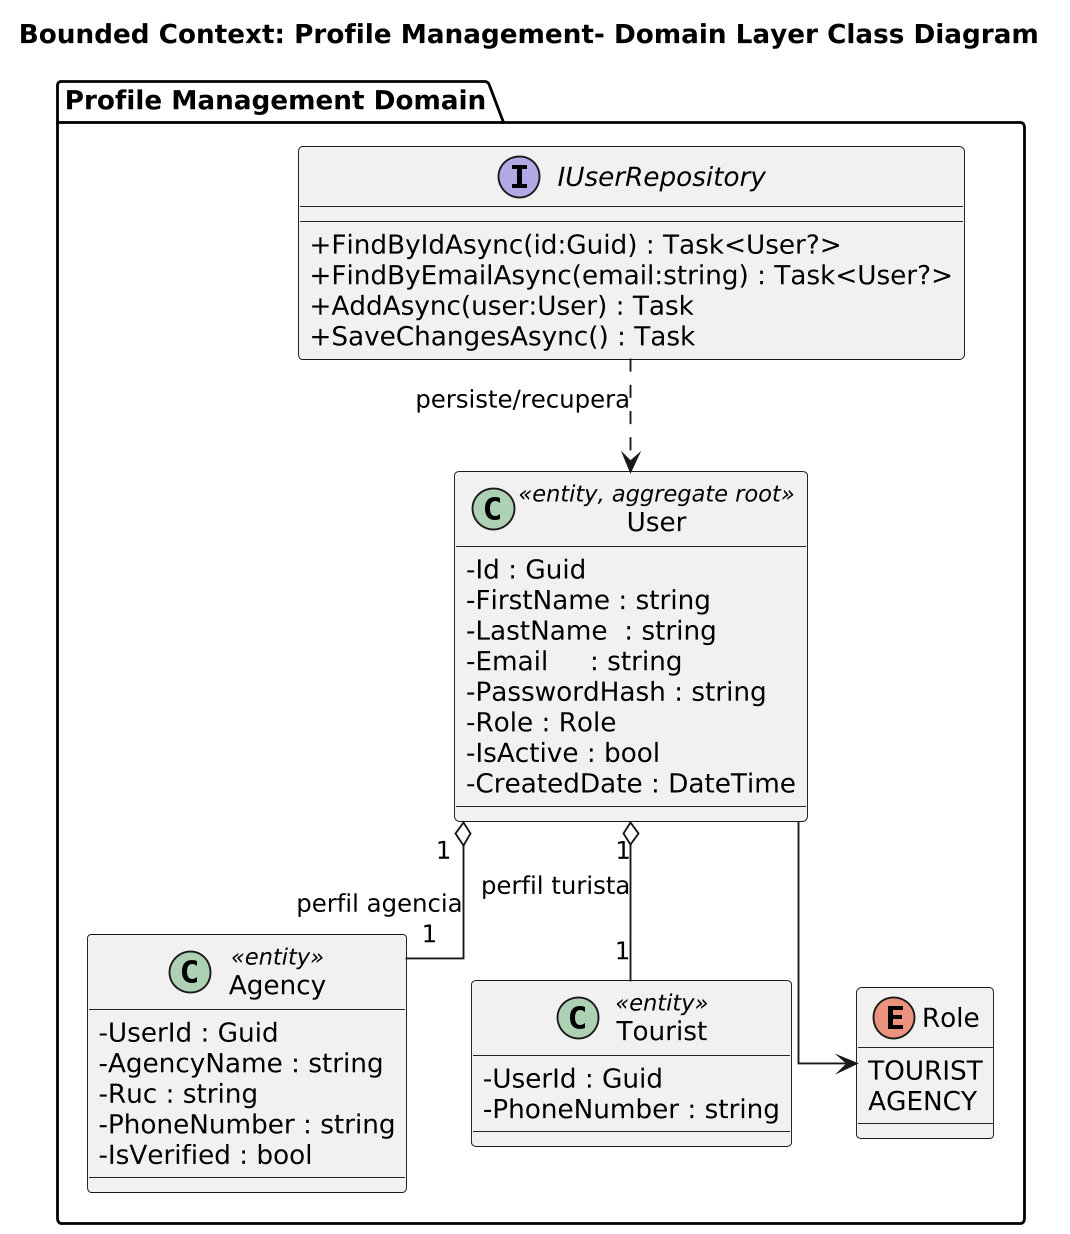 Bounded Context: Profile Management- Domain Layer Class Diagram
Profile Management Domain
I IUserRepository
+FindByIdAsync(id:Guid) : Task<User?>
+FindByEmailAsync(email:string) : Task<User?>
+AddAsync(user:User) : Task
+SaveChangesAsync() : Task
persiste/recupera
C «entity, aggregate root»
User
-Id : Guid
-FirstName : string
-LastName : string
-Email : string
-PasswordHash : string
-Role : Role
-IsActive : bool
-CreatedDate : DateTime
1
1
perfil turista
perfil agencia
1
1
C «entity»
Agency
-UserId : Guid
-AgencyName : string
-Ruc : string
-PhoneNumber : string
-IsVerified : bool
C «entity»
Tourist
-UserId : Guid
-PhoneNumber : string
E Role
TOURIST
AGENCY